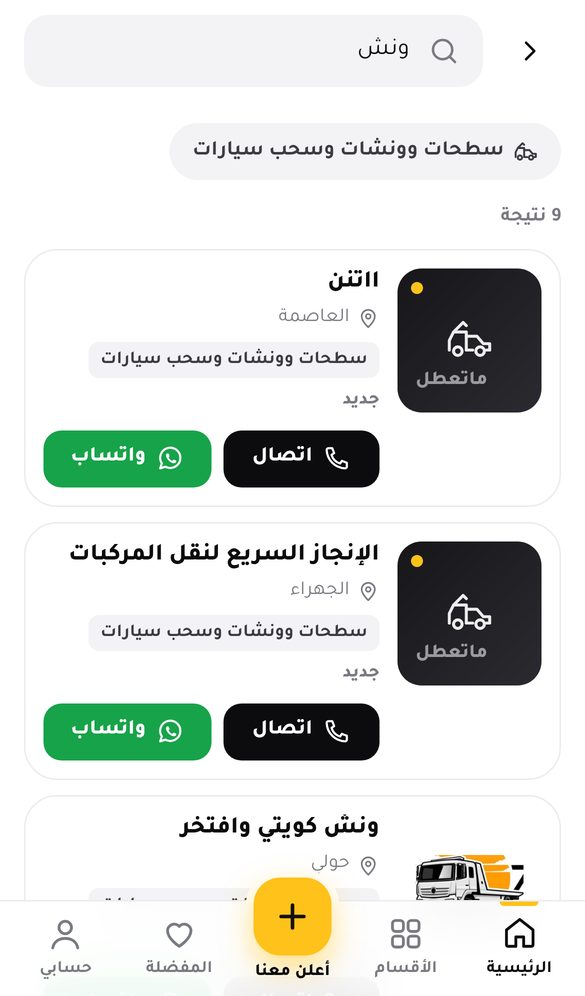 ونش
سطحات وونشات وسحب سيارات
9 نتيجة
ااتنن
العاصمة
سطحات وونشات وسحب سيارات
جديد
اتصال
واتساب
ماتعطل
الإنجاز السريع لنقل المركبات
الجهراء
سطحات وونشات وسحب سيارات
جديد
اتصال
واتساب
ماتعطل
ونش كويتي وافتخر
حولي
الرئيسية
الأقسام
أعلن معنا
المفضلة
حسابي